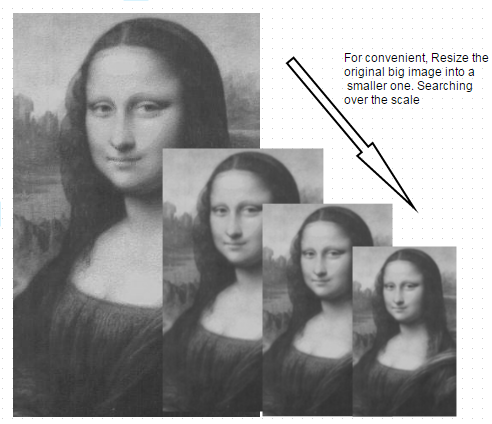 For convenient, Resize the
original big image into a
smaller one. Searching
over the scale